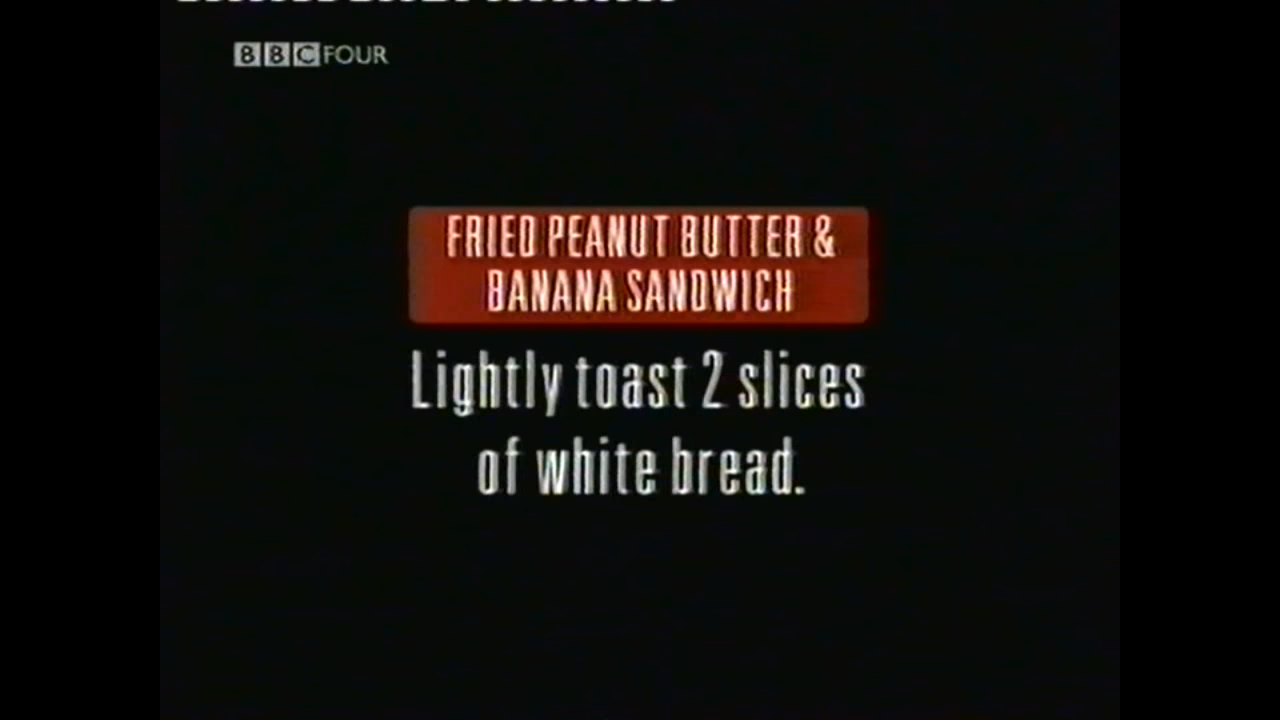 BBC FOUR
FRIED PEANUT BUTTER &
BANANA SANDWICH
Lightly toast 2 slices
of white bread.